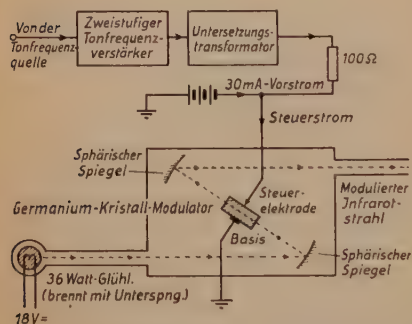 Von der
Tonfrequenz-
quelle
Zweistufiger
Tonfrequenz-
verstärker
Untersetzungs-
transformator
100Ω
30mA-Vorstrom
Steuerstrom
Sphärischer
Spiegel
Modulierter
Infrarot-
strahl
Germanium-Kristall-Modulator
Steuer-
elektrode
Basis
Sphärischer
Spiegel
36 Watt-Glühl.
(brennt mit Unterspng.)
18V=